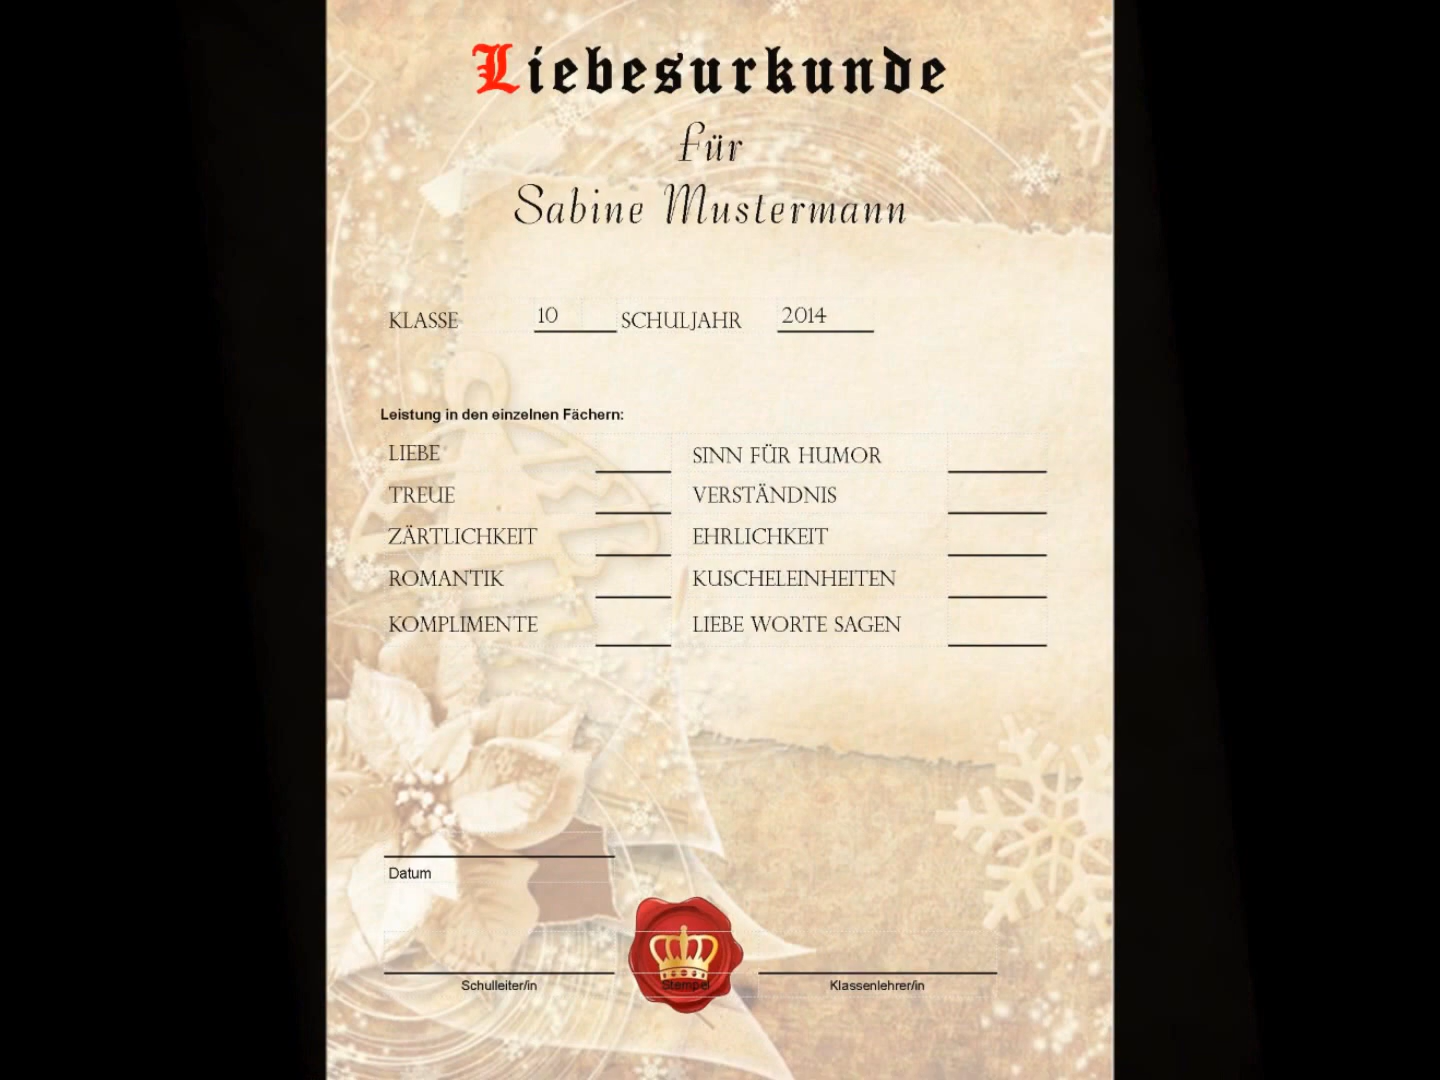 Liebesurkunde
für
Sabine Mustermann
KLASSE 10 SCHULJAHR 2014
Leistung in den einzelnen Fächern:
LIEBE SINN FÜR HUMOR
TREUE VERSTÄNDNIS
ZÄRTLICHKEIT EHRLICHKEIT
ROMANTIK KUSCHELEINHEITEN
KOMPLIMENTE LIEBE WORTE SAGEN
Datum
Schulleiter/in Stempel Klassenlehrer/in